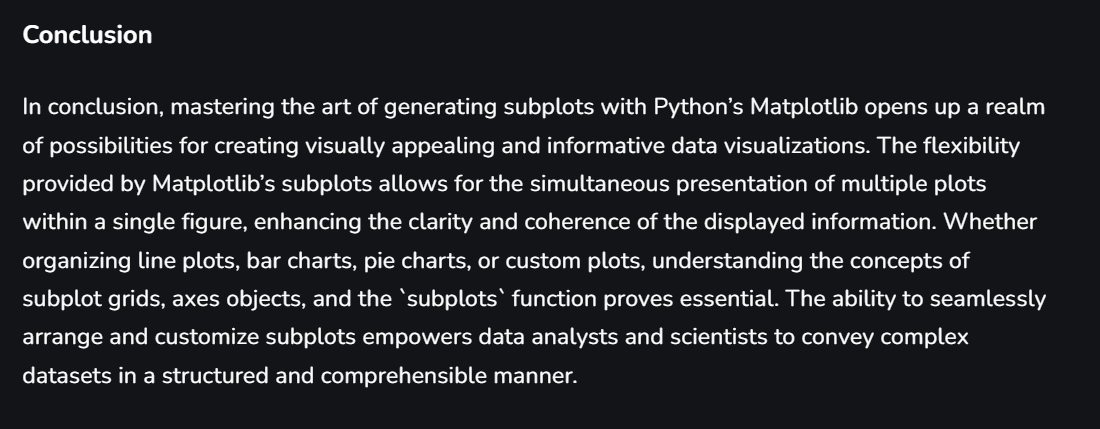 Conclusion
In conclusion, mastering the art of generating subplots with Python’s Matplotlib opens up a realm
of possibilities for creating visually appealing and informative data visualizations. The flexibility
provided by Matplotlib’s subplots allows for the simultaneous presentation of multiple plots
within a single figure, enhancing the clarity and coherence of the displayed information. Whether
organizing line plots, bar charts, pie charts, or custom plots, understanding the concepts of
subplot grids, axes objects, and the `subplots` function proves essential. The ability to seamlessly
arrange and customize subplots empowers data analysts and scientists to convey complex
datasets in a structured and comprehensible manner.